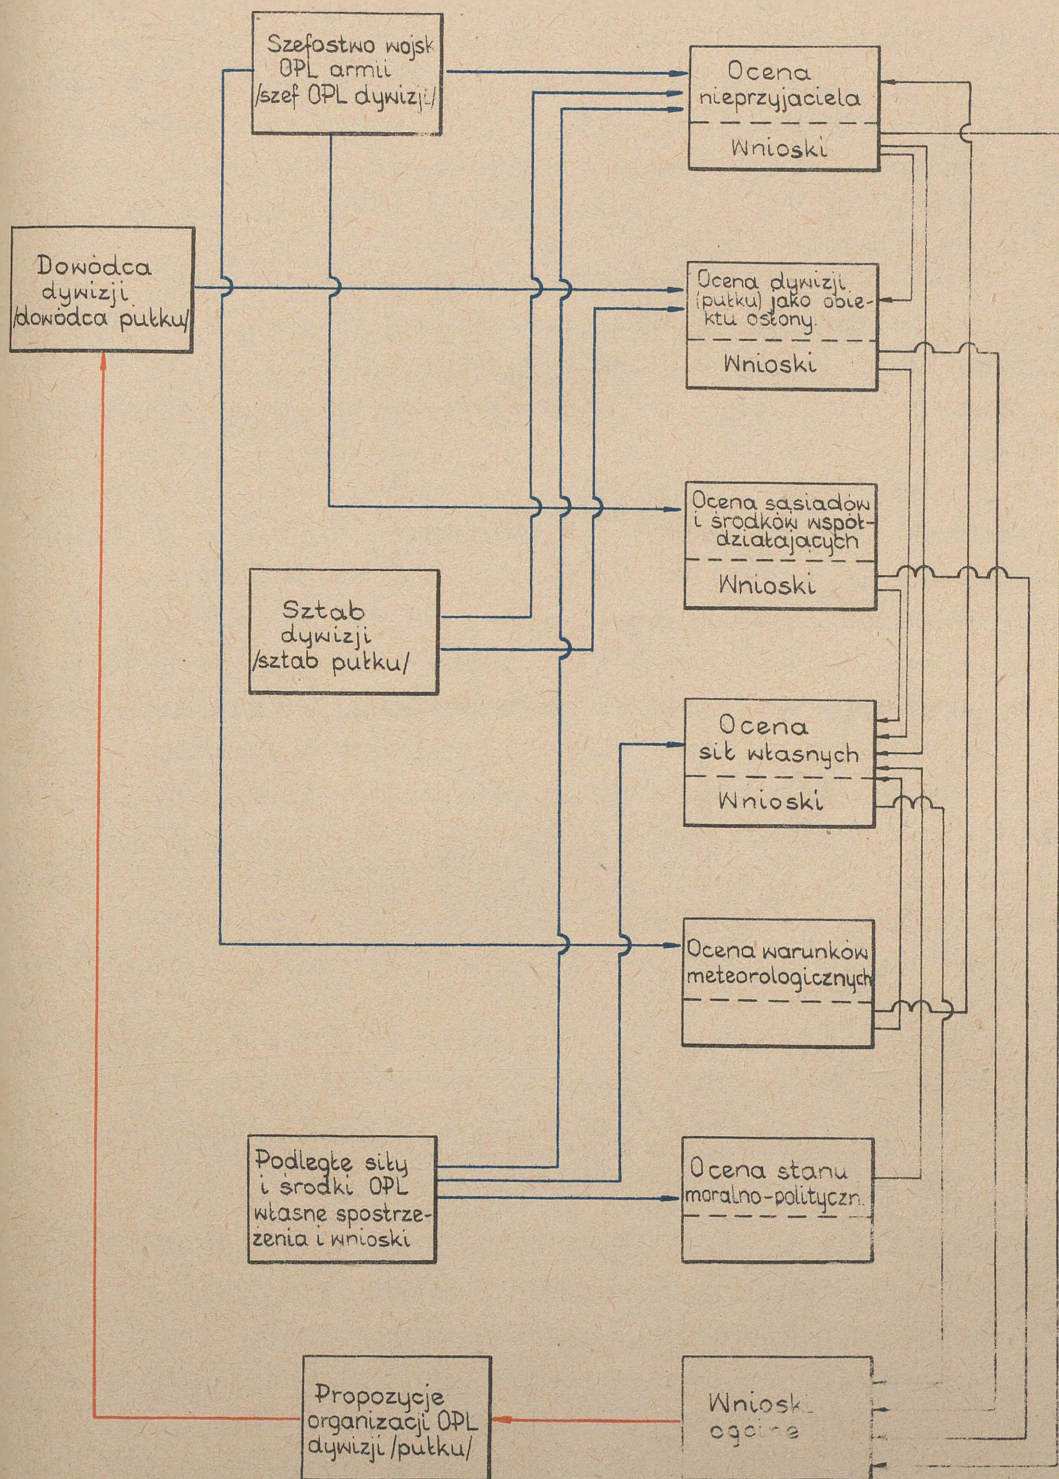 Szefostwo wojsk
OPL armii
/szef OPL dywizji/
Ocena
nieprzyjaciela
Wnioski
Dowódca
dywizji
/dowódca pułku/
Ocena dywizji
(pułku) jako obie-
ktu osłony.
Wnioski
Ocena sąsiadów
i środków współ-
działających
Wnioski
Sztab
dywizji
/sztab pułku/
Ocena
sił własnych
Wnioski
Ocena warunków
meteorologicznych
Podległe siły
i środki OPL
własne spostrze-
żenia i wnioski
Ocena stanu
moralno-polityczn.
Propozycje
organizacji OPL
dywizji /pułku/